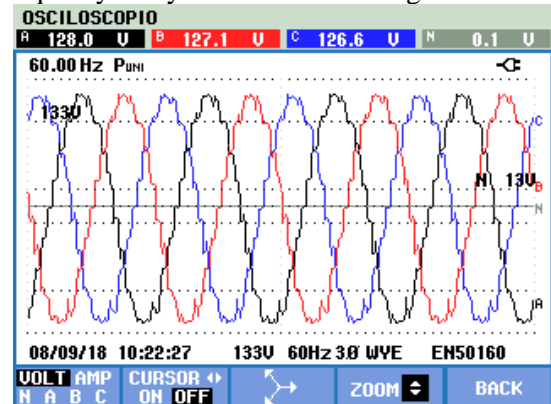 OSCILOSCOPIO
A 128.0 V B 127.1 V C 126.6 V N 0.1 V
60.00 Hz PUNI
133V
C
N 13V
B
N
A
08/09/18 10:22:27 133V 60Hz 3Ø WYE EN50160
VOLT AMP CURSOR ZOOM BACK
N A B C ON OFF